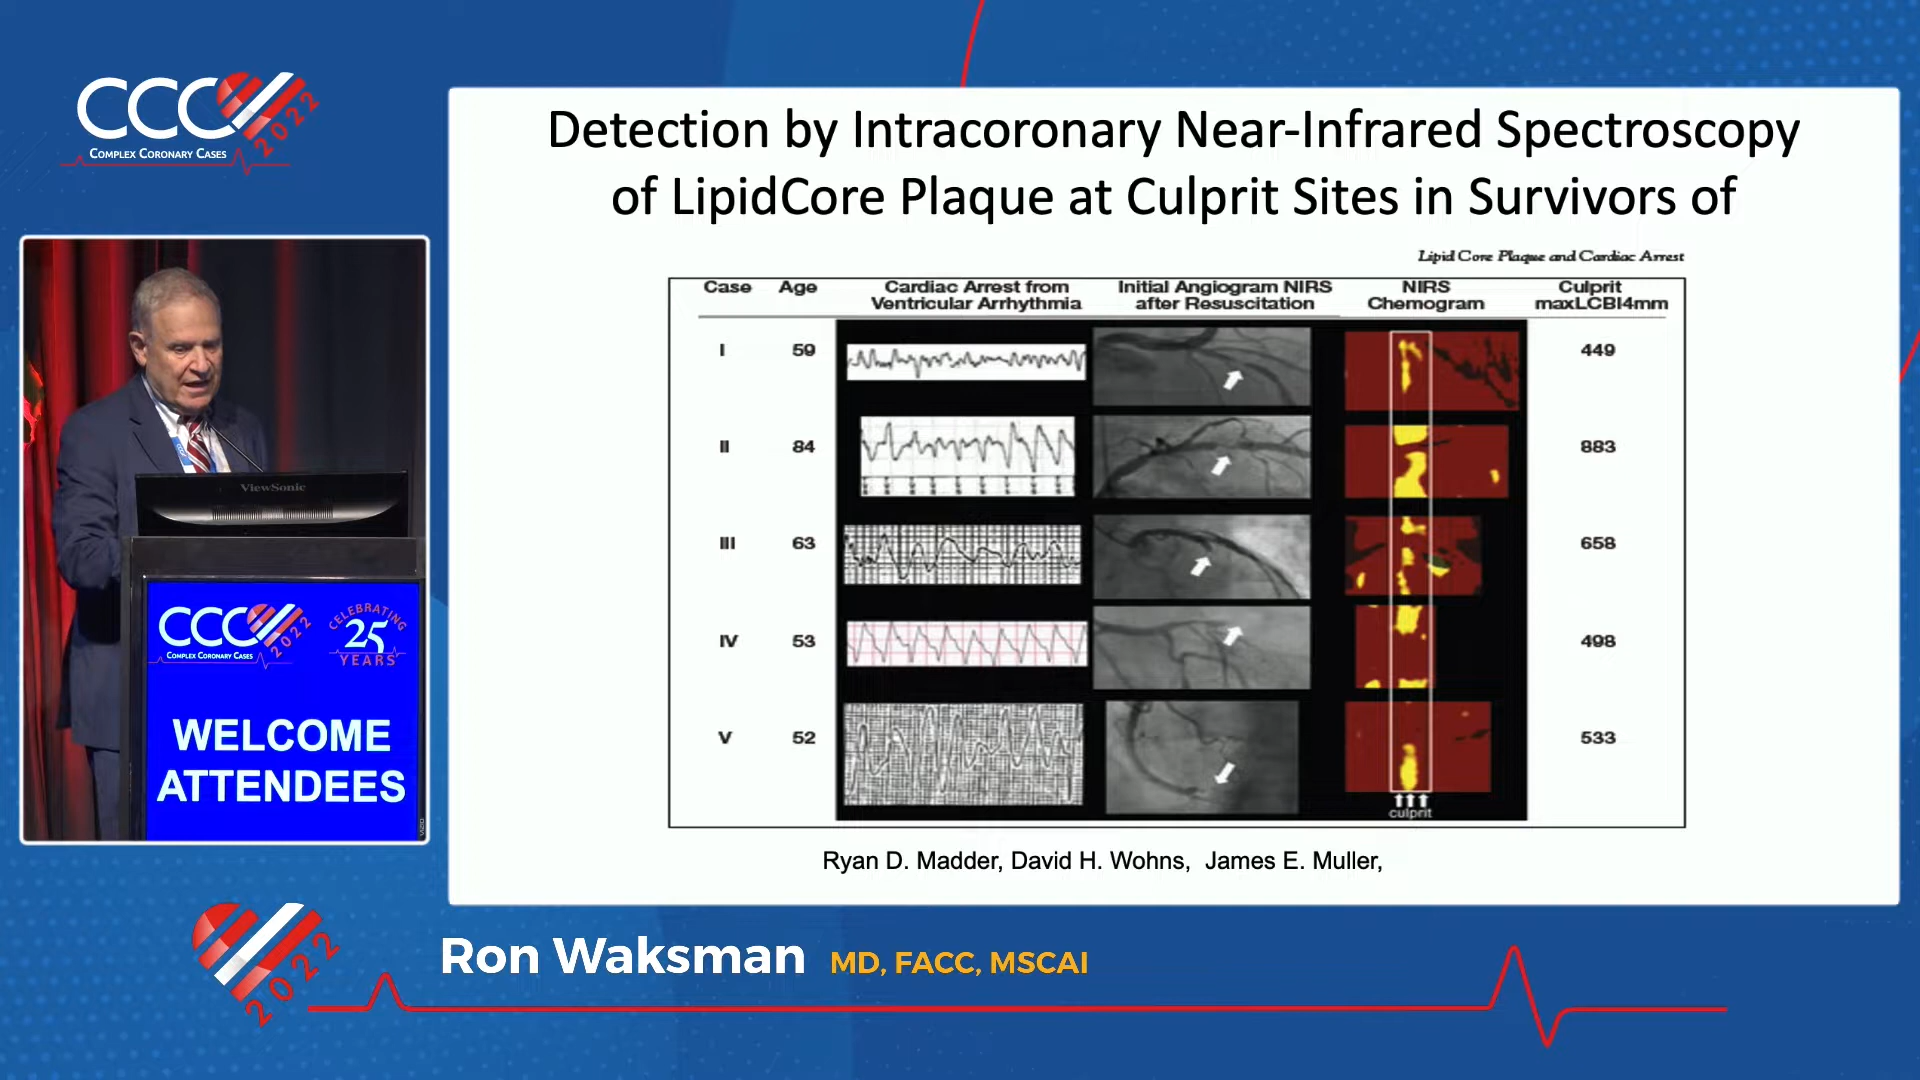 CCC
2022
COMPLEX CORONARY CASES
Detection by Intracoronary Near-Infrared Spectroscopy
of LipidCore Plaque at Culprit Sites in Survivors of
Lipid Core Plaque and Cardiac Arrest
Case Age Cardiac Arrest from Ventricular Arrhythmia Initial Angiogram NIRS after Resuscitation NIRS Chemogram Culprit maxLCBI4mm
I 59 449
II 84 883
III 63 658
IV 53 498
V 52 533
culprit
Ryan D. Madder, David H. Wohns, James E. Muller,
ViewSonic
CCC 2022
COMPLEX CORONARY CASES
CELEBRATING
25
YEARS
WELCOME
ATTENDEES
VIZIO
2022
Ron Waksman MD, FACC, MSCAI